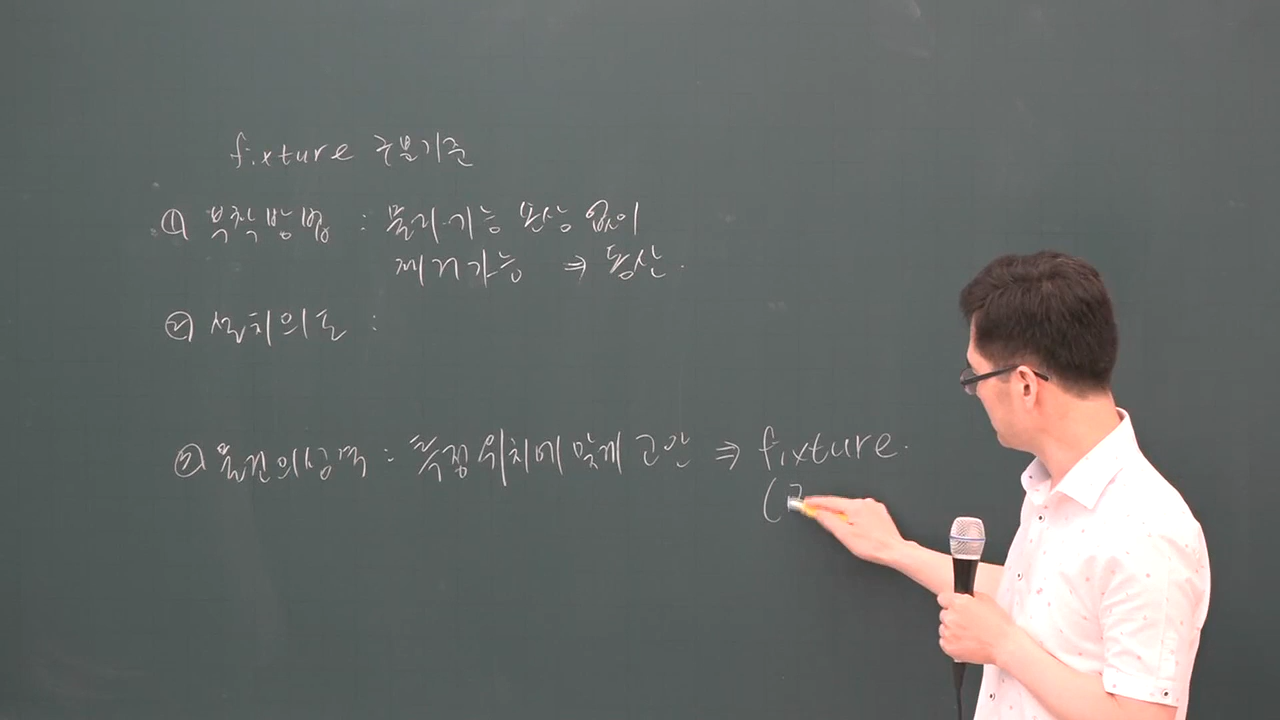 fixture 구분기준
① 부착방법 : 물리·기능 손상 없이
제거가능 ⇒ 동산.
② 설치의도 :
③ 물건의성격 : 특정위치에 맞게 고안 ⇒ fixture.
(